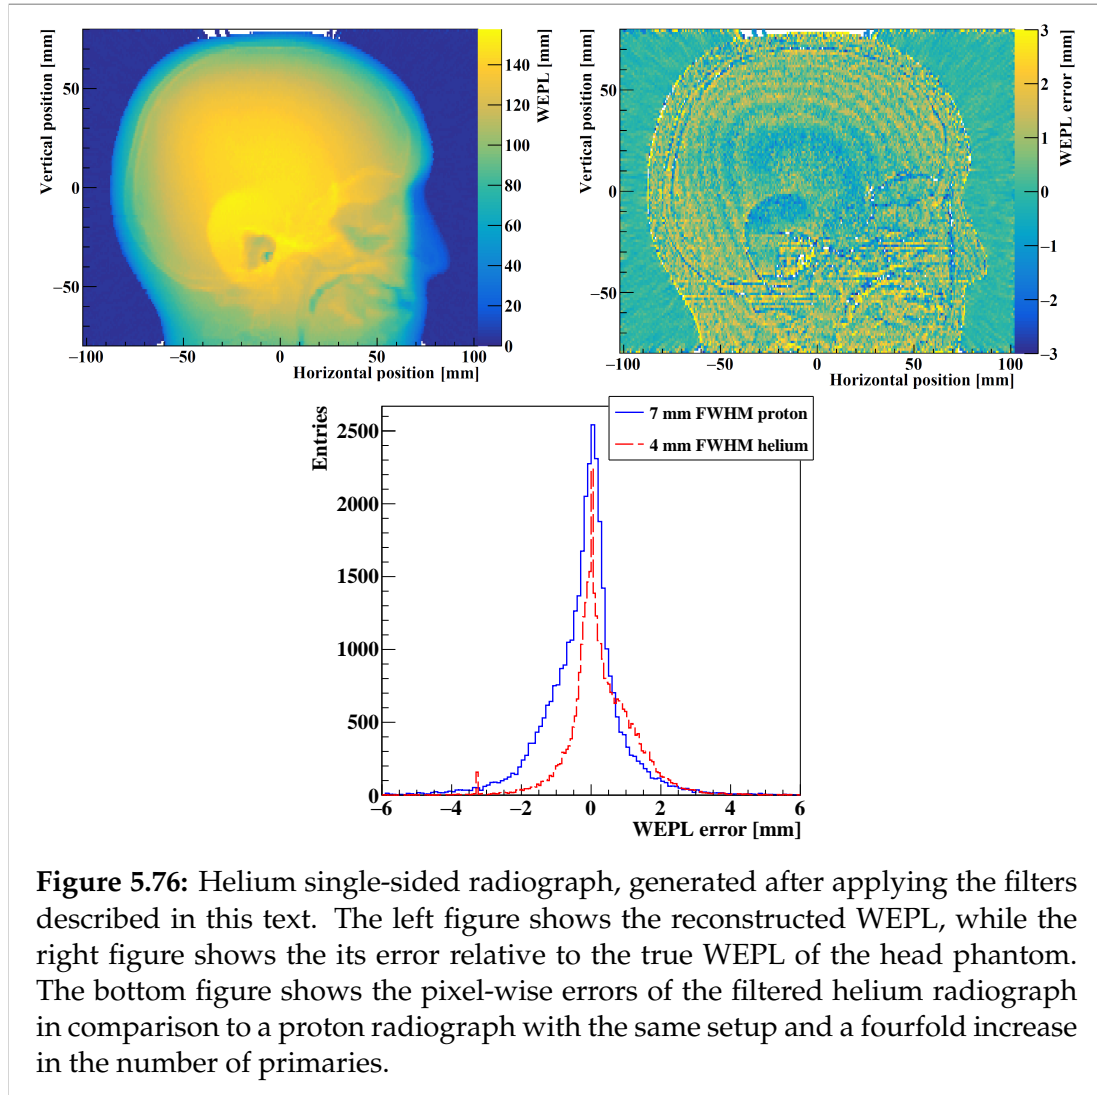 Vertical position [mm]
50
0
−50
−100
−50
0
50
100
Horizontal position [mm]
140
120
100
80
60
40
20
0
WEPL [mm]
Vertical position [mm]
50
0
−50
−100
−50
0
50
100
Horizontal position [mm]
3
2
1
0
−1
−2
−3
WEPL error [mm]
Entries
2500
2000
1500
1000
500
0
−6
−4
−2
0
2
4
6
WEPL error [mm]
7 mm FWHM proton
4 mm FWHM helium
Figure 5.76: Helium single-sided radiograph, generated after applying the filters
described in this text. The left figure shows the reconstructed WEPL, while the
right figure shows the its error relative to the true WEPL of the head phantom.
The bottom figure shows the pixel-wise errors of the filtered helium radiograph
in comparison to a proton radiograph with the same setup and a fourfold increase
in the number of primaries.